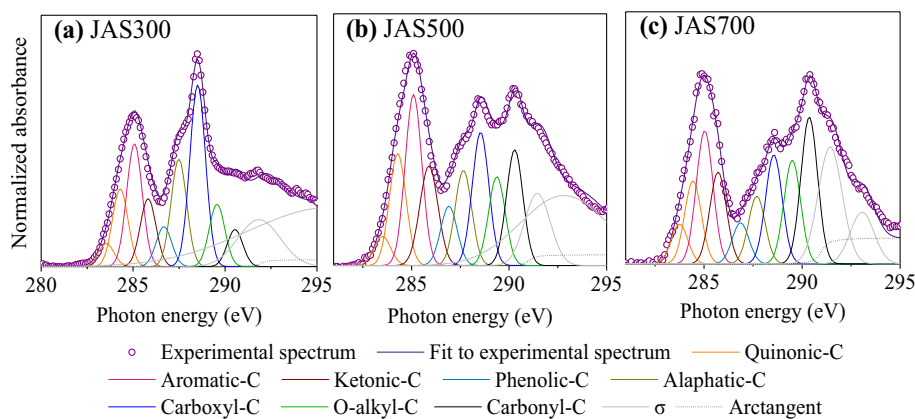 (a) JAS300
(b) JAS500
(c) JAS700
Normalized absorbance
280 285 290 295
285 290 295
285 290 295
Photon energy (eV) Photon energy (eV) Photon energy (eV)
Experimental spectrum Fit to experimental spectrum Quinonic-C
Aromatic-C Ketonic-C Phenolic-C Alaphatic-C
Carboxyl-C O-alkyl-C Carbonyl-C σ Arctangent